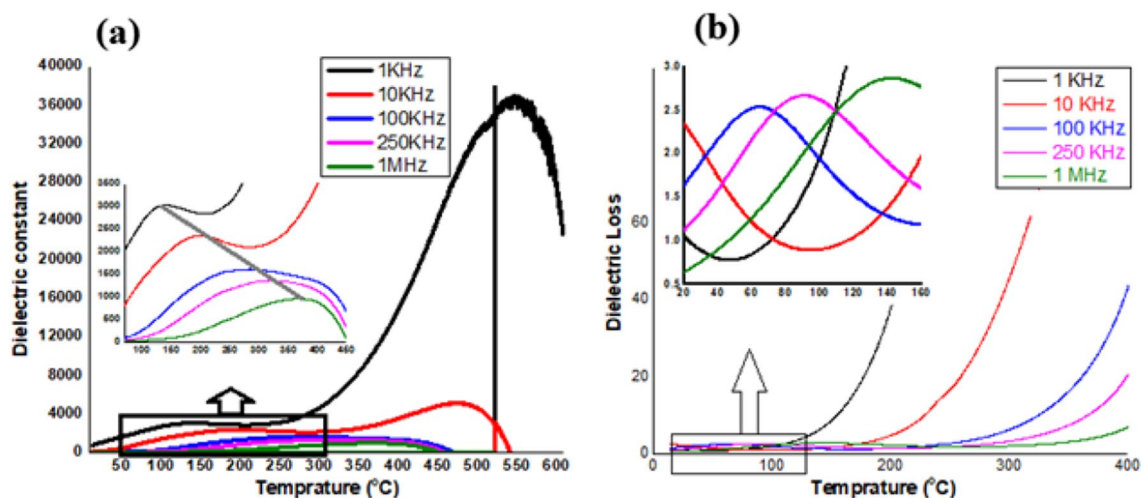 (a)
40000
36000
32000
28000
24000
20000
16000
12000
8000
4000
0
Dielectric constant
1KHz
10KHz
100KHz
250KHz
1MHz
3600
3000
2500
2000
1500
1000
500
0
100 150 200 250 300 350 400 450
50 100 150 200 250 300 350 400 450 500 550 600
Temprature (°C)
(b)
3.0
2.5
2.0
1.5
1.0
0.5
20 40 60 80 100 120 140 160
1 KHz
10 KHz
100 KHz
250 KHz
1 MHz
60
40
20
0
Dielectric Loss
0 100 200 300 400
Temprature (°C)